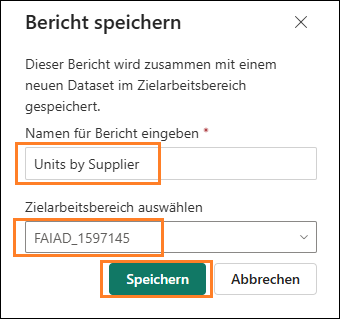 Bericht speichern
Dieser Bericht wird zusammen mit einem
neuen Dataset im Zielarbeitsbereich
gespeichert.
Namen für Bericht eingeben *
Units by Supplier
Zielarbeitsbereich auswählen
FAIAD_1597145
Speichern Abbrechen